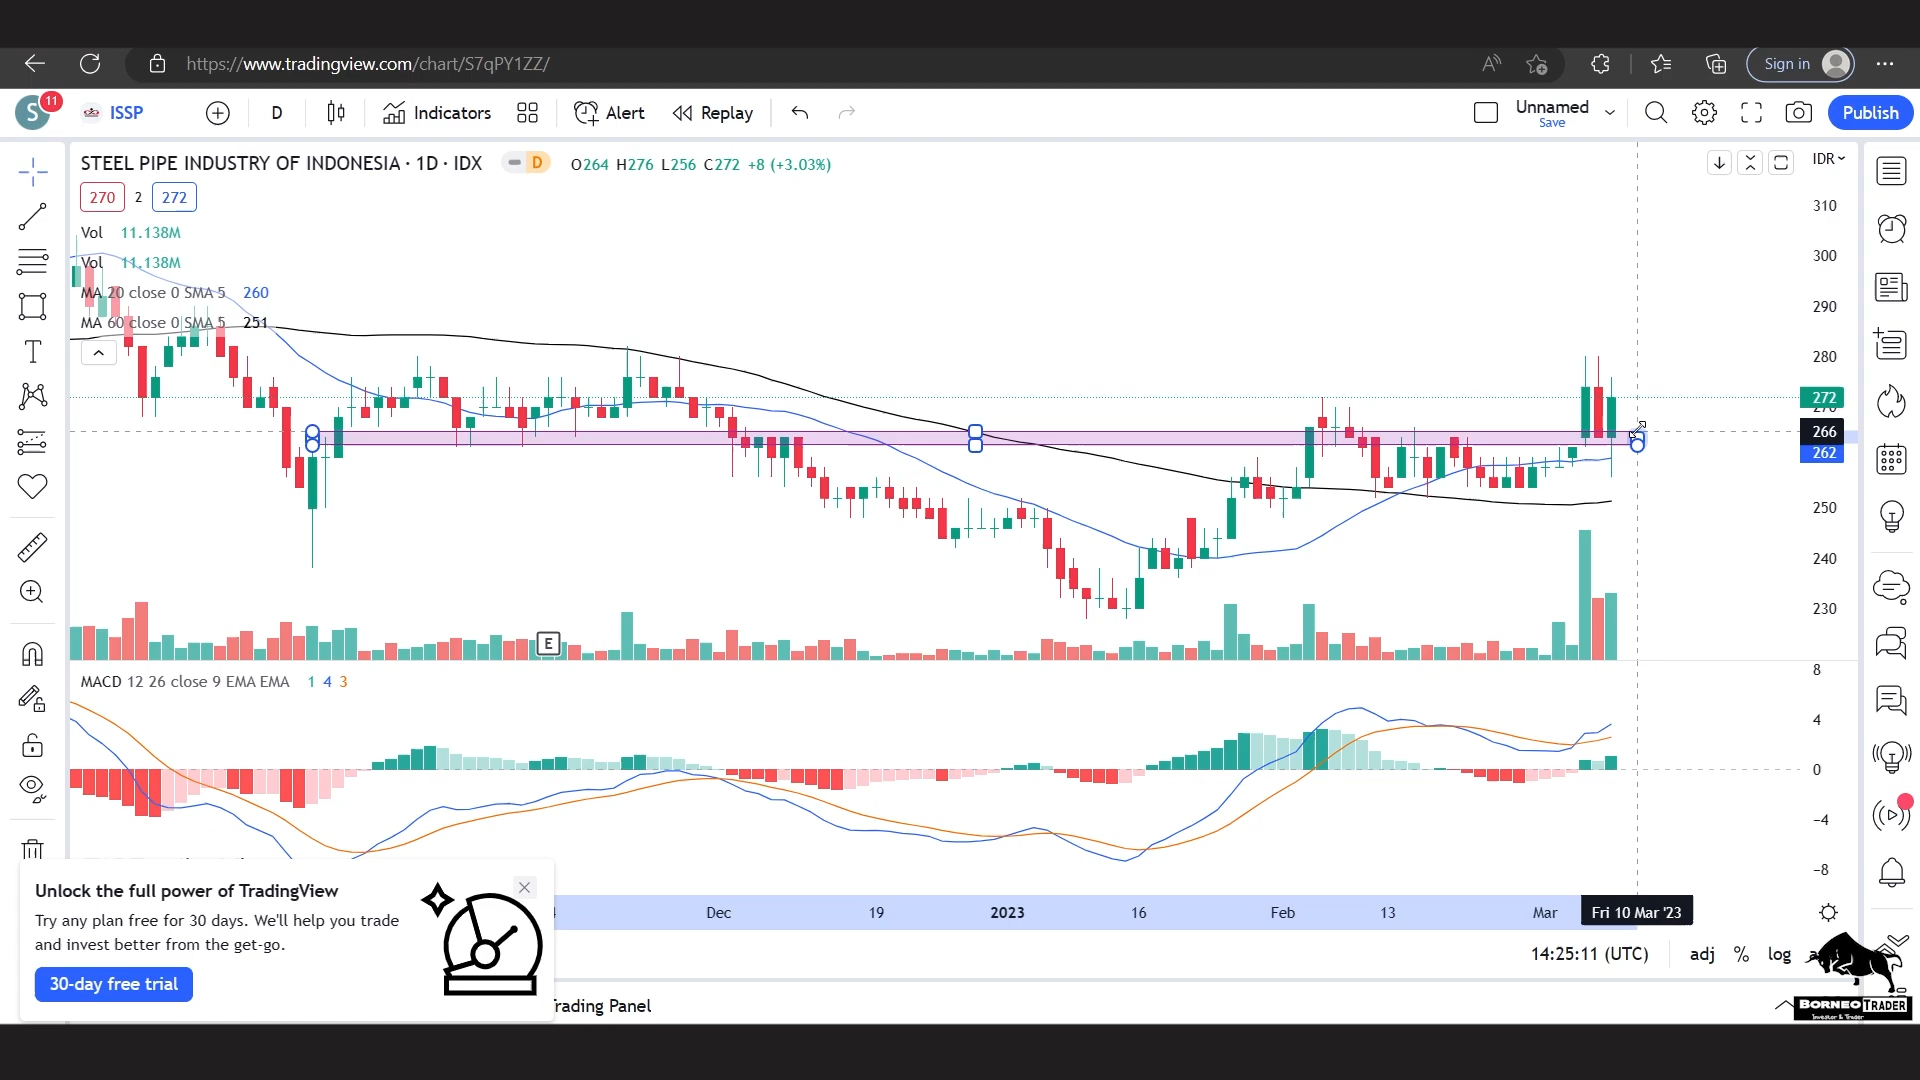 https://www.tradingview.com/chart/S7qPY1ZZ/
Sign in
S
11
ISSP
D
Indicators
Alert
Replay
Unnamed
Save
Publish
STEEL PIPE INDUSTRY OF INDONESIA · 1D · IDX
D
O264 H276 L256 C272 +8 (+3.03%)
IDR
270 2 272
Vol 11.138M
Vol 11.138M
MA 20 close 0 SMA 5 260
MA 60 close 0 SMA 5 251
310
300
290
280
272
270
266
262
250
240
230
E
MACD 12 26 close 9 EMA EMA 1 4 3
8
4
0
−4
−8
Dec
19
2023
16
Feb
13
Mar
Fri 10 Mar '23
Unlock the full power of TradingView
Try any plan free for 30 days. We'll help you trade
and invest better from the get-go.
30-day free trial
14:25:11 (UTC)
adj
%
log
Trading Panel
BORNEO TRADER
Investor & Trader